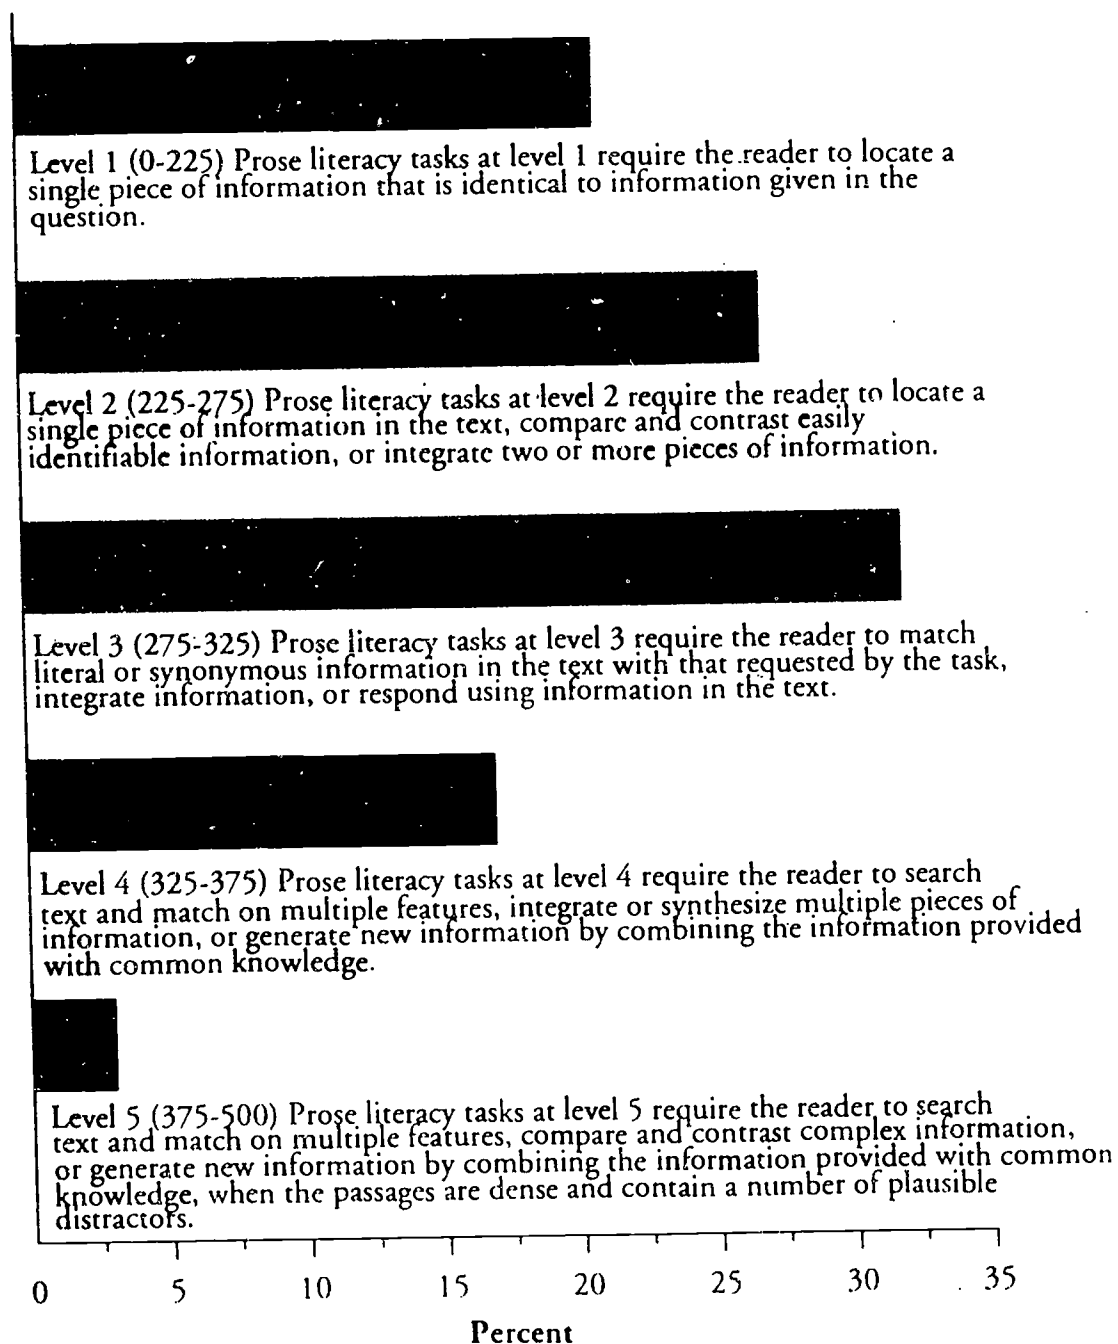 Level 1 (0-225) Prose literacy tasks at level 1 require the reader to locate a
single piece of information that is identical to information given in the
question.
Level 2 (225-275) Prose literacy tasks at level 2 require the reader to locate a
single piece of information in the text, compare and contrast easily
identifiable information, or integrate two or more pieces of information.
Level 3 (275-325) Prose literacy tasks at level 3 require the reader to match
literal or synonymous information in the text with that requested by the task,
integrate information, or respond using information in the text.
Level 4 (325-375) Prose literacy tasks at level 4 require the reader to search
text and match on multiple features, integrate or synthesize multiple pieces of
information, or generate new information by combining the information provided
with common knowledge.
Level 5 (375-500) Prose literacy tasks at level 5 require the reader to search
text and match on multiple features, compare and contrast complex information,
or generate new information by combining the information provided with common
knowledge, when the passages are dense and contain a number of plausible
distractors.
0 5 10 15 20 25 30 35
Percent